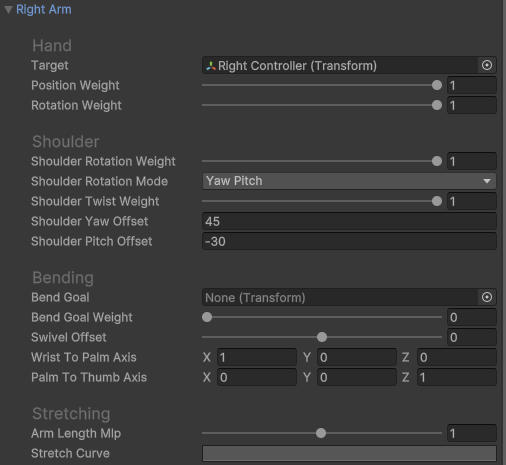 Right Arm
Hand
Target Right Controller (Transform)
Position Weight 1
Rotation Weight 1
Shoulder
Shoulder Rotation Weight 1
Shoulder Rotation Mode Yaw Pitch
Shoulder Twist Weight 1
Shoulder Yaw Offset 45
Shoulder Pitch Offset -30
Bending
Bend Goal None (Transform)
Bend Goal Weight 0
Swivel Offset 0
Wrist To Palm Axis X 1 Y 0 Z 0
Palm To Thumb Axis X 0 Y 0 Z 1
Stretching
Arm Length Mlp 1
Stretch Curve